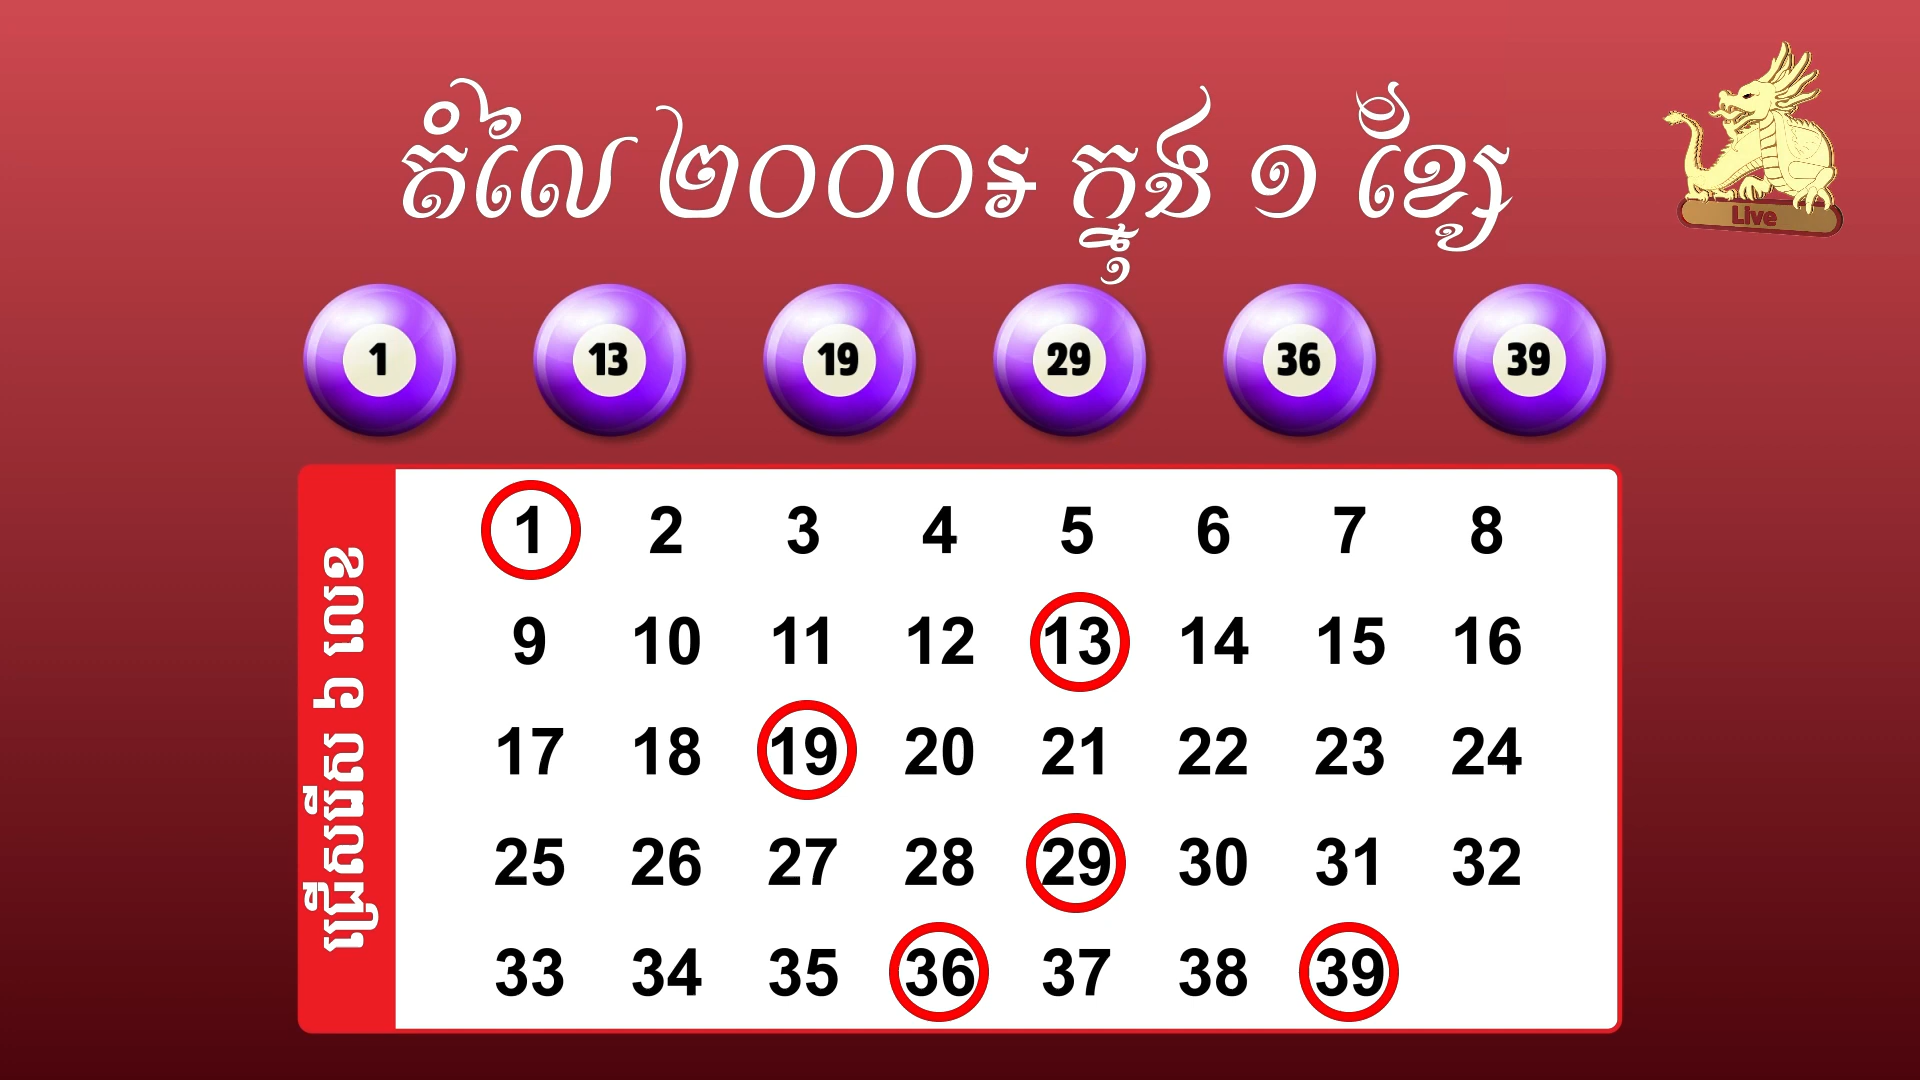 តំលៃ ២០០០៛ ក្នុង ១ ខ្សែ
Live
1 13 19 29 36 39
ជ្រើសរើស ៦ លេខ
1 2 3 4 5 6 7 8
9 10 11 12 13 14 15 16
17 18 19 20 21 22 23 24
25 26 27 28 29 30 31 32
33 34 35 36 37 38 39